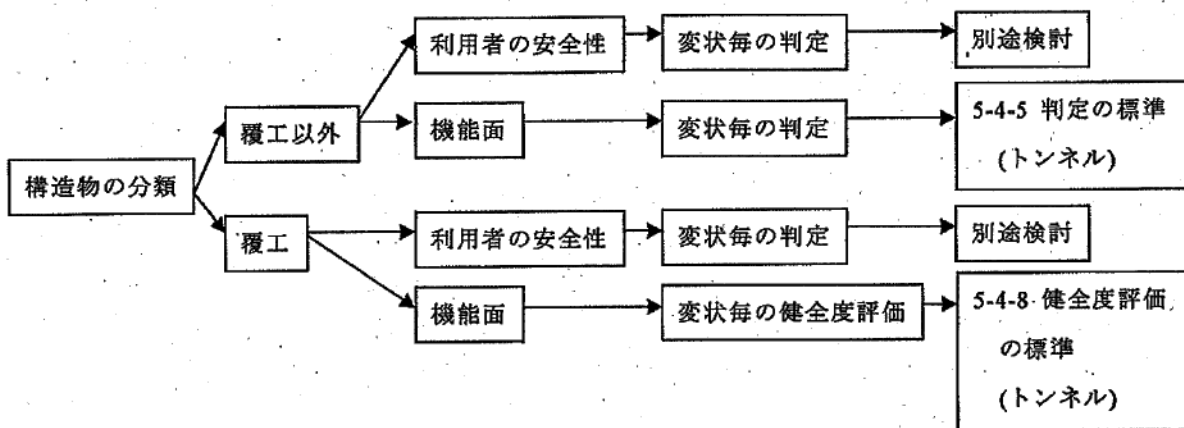 利用者の安全性
変状毎の判定
別途検討
覆工以外
機能面
変状毎の判定
5-4-5 判定の標準
(トンネル)
構造物の分類
覆工
利用者の安全性
変状毎の判定
別途検討
機能面
変状毎の健全度評価
5-4-8 健全度評価
の標準
(トンネル)